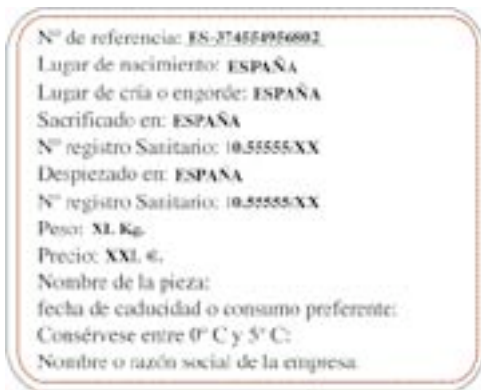 Nº de referencia: ES-374554956802
Lugar de nacimiento: ESPAÑA
Lugar de cría o engorde: ESPAÑA
Sacrificado en: ESPAÑA
Nº registro Sanitario: 10.55555/XX
Despiezado en: ESPAÑA
Nº registro Sanitario: 10.55555/XX
Peso: XL Kg.
Precio: XXL €.
Nombre de la pieza:
fecha de caducidad o consumo preferente:
Consérvese entre 0º C y 5º C:
Nombre o razón social de la empresa